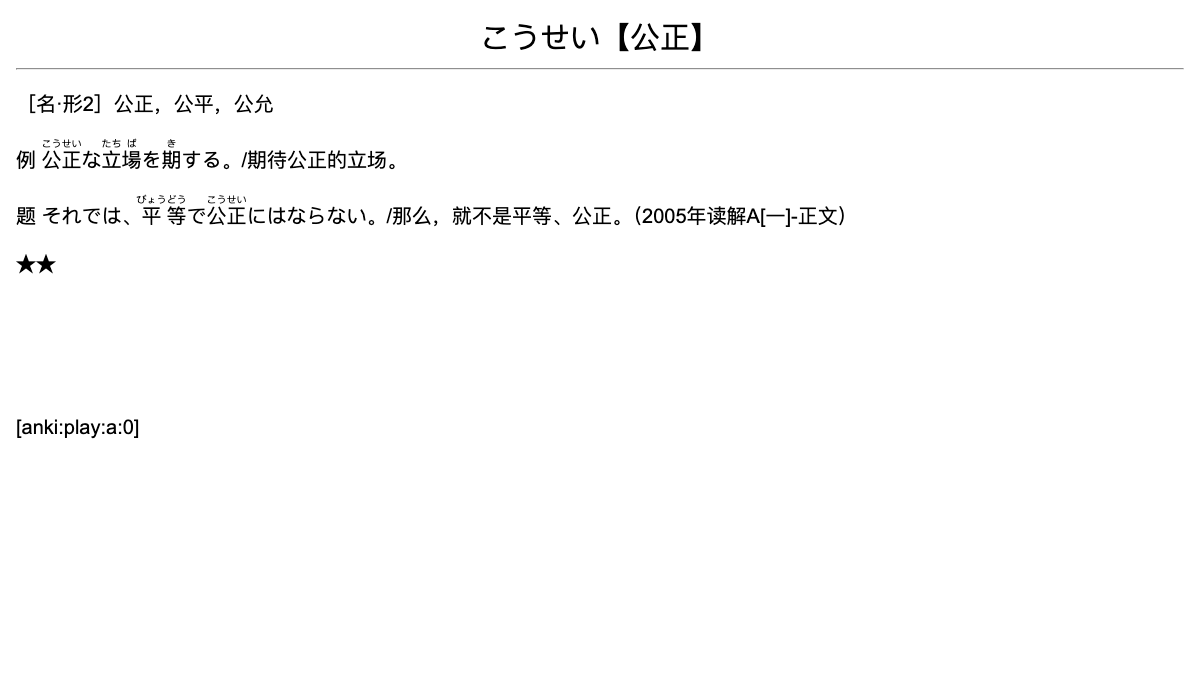 こうせい【公正】
［名·形2］公正，公平，公允
こうせい たち ば き
例 公正な立場を期する。/期待公正的立场。
びょうどう こうせい
题 それでは、平 等で公正にはならない。/那么，就不是平等、公正。（2005年读解A[一]-正文）
★★
[anki:play:a:0]